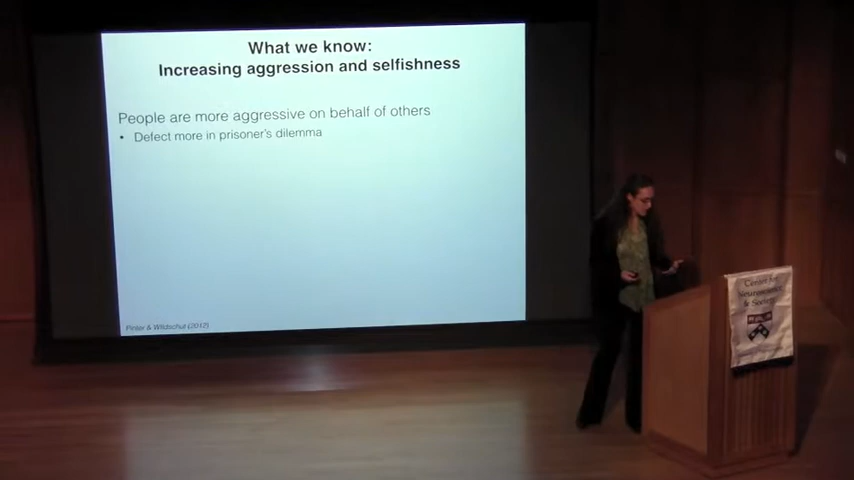 What we know:
Increasing aggression and selfishness
People are more aggressive on behalf of others
• Defect more in prisoner's dilemma
Pinter & Wildschut (2012)
Center for
Neuroscience
& Society